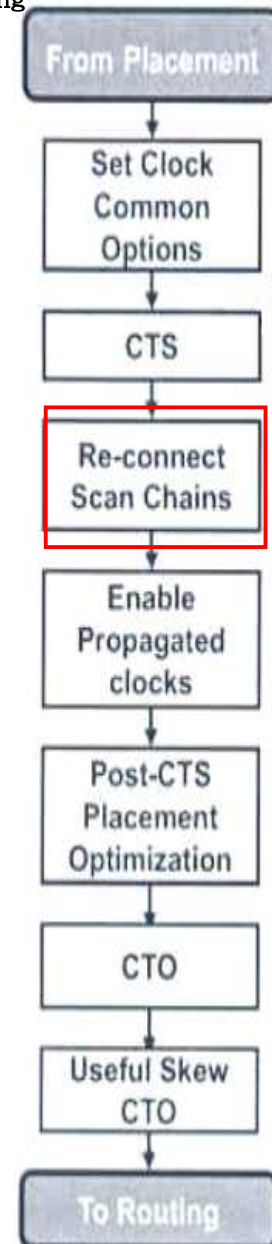 ng
From Placement
Set Clock
Common
Options
CTS
Re-connect
Scan Chains
Enable
Propagated
clocks
Post-CTS
Placement
Optimization
CTO
Useful Skew
CTO
To Routing